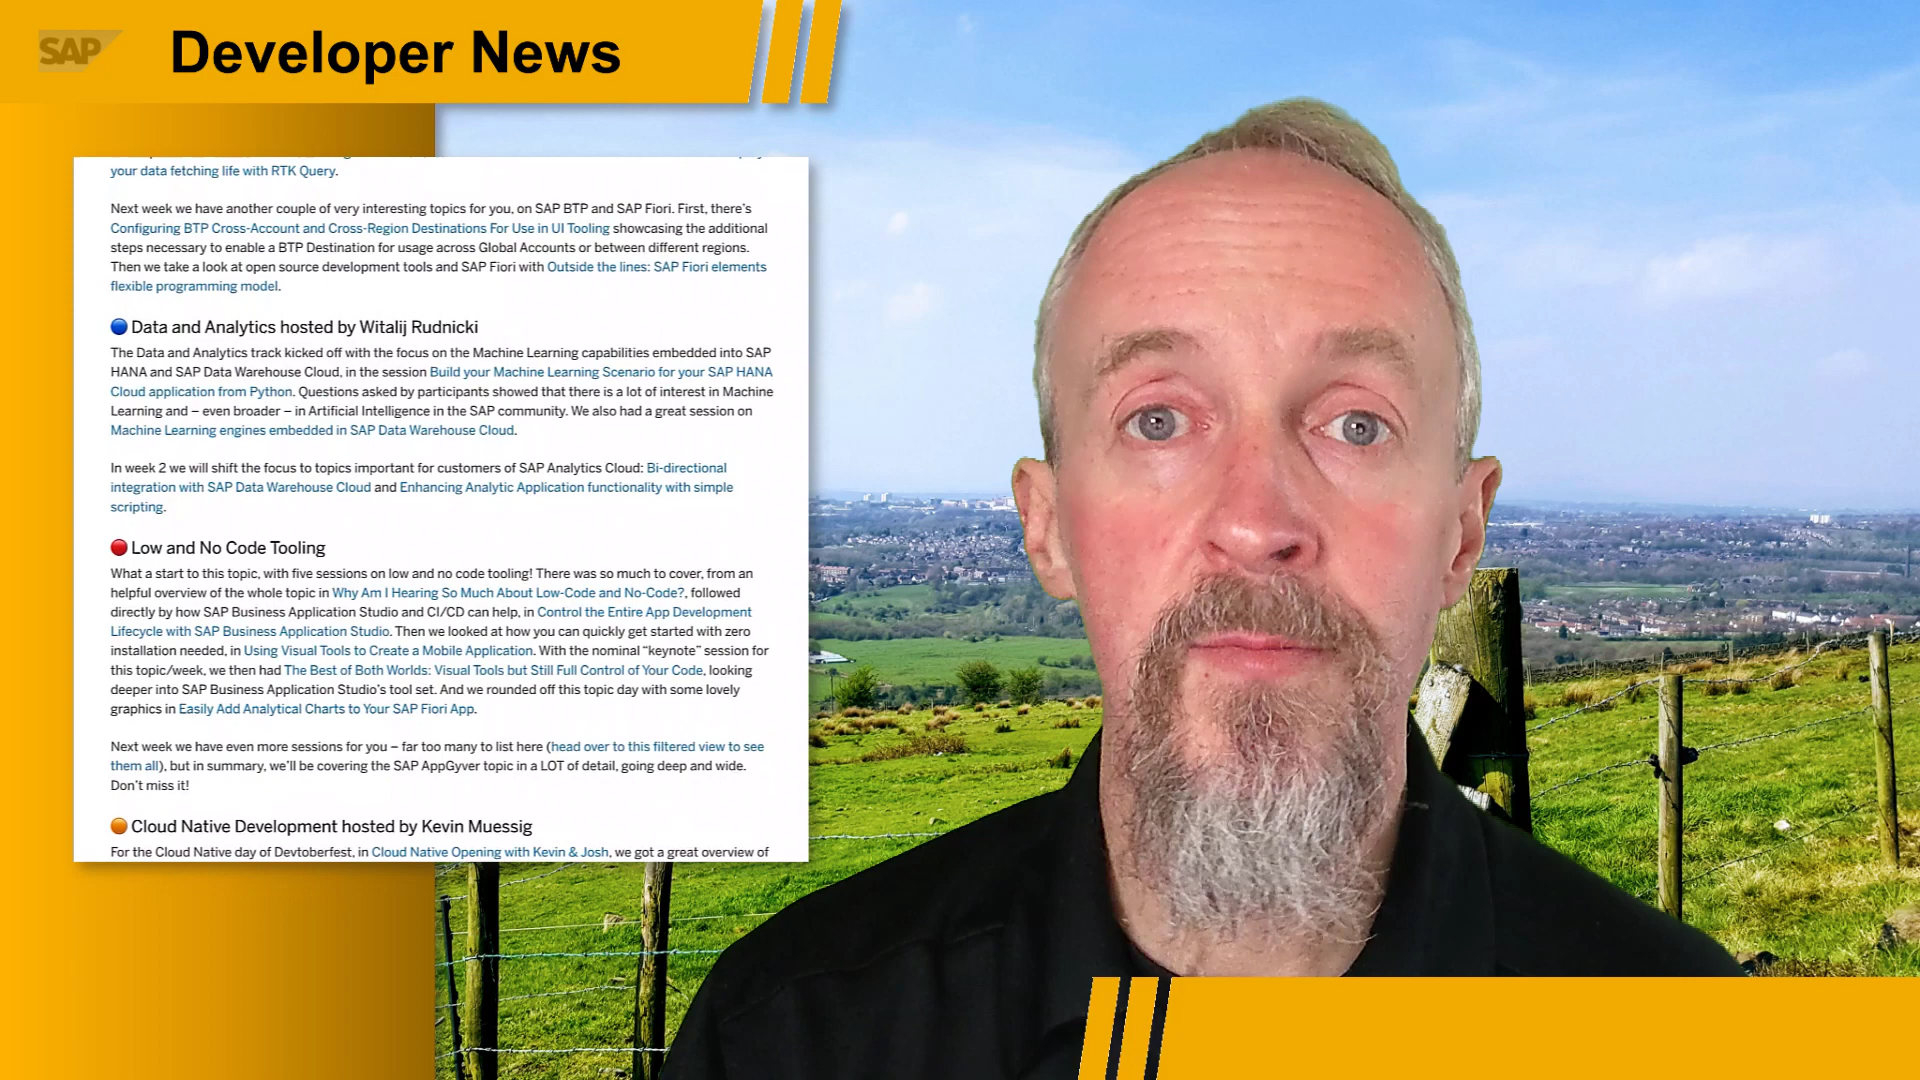 SAP
Developer News
your data fetching life with RTK Query.
Next week we have another couple of very interesting topics for you, on SAP BTP and SAP Fiori. First, there's
Configuring BTP Cross-Account and Cross-Region Destinations For Use in UI Tooling showcasing the additional
steps necessary to enable a BTP Destination for usage across Global Accounts or between different regions.
Then we take a look at open source development tools and SAP Fiori with Outside the lines: SAP Fiori elements
flexible programming model.
Data and Analytics hosted by Witalij Rudnicki
The Data and Analytics track kicked off with the focus on the Machine Learning capabilities embedded into SAP
HANA and SAP Data Warehouse Cloud, in the session Build your Machine Learning Scenario for your SAP HANA
Cloud application from Python. Questions asked by participants showed that there is a lot of interest in Machine
Learning and – even broader – in Artificial Intelligence in the SAP community. We also had a great session on
Machine Learning engines embedded in SAP Data Warehouse Cloud.
In week 2 we will shift the focus to topics important for customers of SAP Analytics Cloud: Bi-directional
integration with SAP Data Warehouse Cloud and Enhancing Analytic Application functionality with simple
scripting.
Low and No Code Tooling
What a start to this topic, with five sessions on low and no code tooling! There was so much to cover, from an
helpful overview of the whole topic in Why Am I Hearing So Much About Low-Code and No-Code?, followed
directly by how SAP Business Application Studio and CI/CD can help, in Control the Entire App Development
Lifecycle with SAP Business Application Studio. Then we looked at how you can quickly get started with zero
installation needed, in Using Visual Tools to Create a Mobile Application. With the nominal "keynote" session for
this topic/week, we then had The Best of Both Worlds: Visual Tools but Still Full Control of Your Code, looking
deeper into SAP Business Application Studio's tool set. And we rounded off this topic day with some lovely
graphics in Easily Add Analytical Charts to Your SAP Fiori App.
Next week we have even more sessions for you – far too many to list here (head over to this filtered view to see
them all), but in summary, we'll be covering the SAP AppGyver topic in a LOT of detail, going deep and wide.
Don't miss it!
Cloud Native Development hosted by Kevin Muessig
For the Cloud Native day of Devtoberfest, in Cloud Native Opening with Kevin & Josh, we got a great overview of